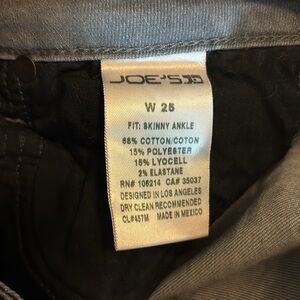 JOE'S
W 25
FIT: SKINNY ANKLE
68% COTTON/COTON
15% POLYESTER
15% LYOCELL
2% ELASTANE
RN# 106214 CA# 35037
DESIGNED IN LOS ANGELES
DRY CLEAN RECOMMENDED
CL#457M MADE IN MEXICO